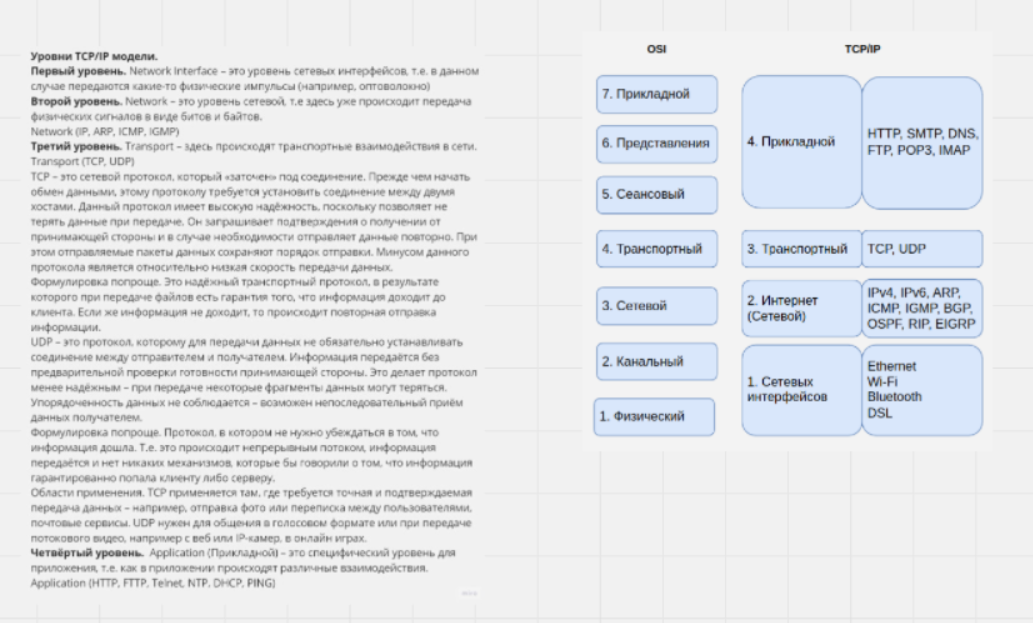 Уровни TCP/IP модели.
Первый уровень. Network Interface – это уровень сетевых интерфейсов, т.е. в данном
случае передаются какие-то физические импульсы (например, оптоволокно)
Второй уровень. Network – это уровень сетевой, т.е здесь уже происходит передача
физических сигналов в виде битов и байтов.
Network (IP, ARP, ICMP, IGMP)
Третий уровень. Transport – здесь происходят транспортные взаимодействия в сети.
Transport (TCP, UDP)
TCP – это сетевой протокол, который «заточен» под соединение. Прежде чем начать
обмен данными, этому протоколу требуется установить соединение между двумя
хостами. Данный протокол имеет высокую надёжность, поскольку позволяет не
терять данные при передаче. Он запрашивает подтверждения о получении от
принимающей стороны и в случае необходимости отправляет данные повторно. При
этом отправляемые пакеты данных сохраняют порядок отправки. Минусом данного
протокола является относительно низкая скорость передачи данных.
Формулировка попроще. Это надёжный транспортный протокол, в результате
которого при передаче файлов есть гарантия того, что информация доходит до
клиента. Если же информация не доходит, то происходит повторная отправка
информации.
UDP – это протокол, которому для передачи данных не обязательно устанавливать
соединение между отправителем и получателем. Информация передаётся без
предварительной проверки готовности принимающей стороны. Это делает протокол
менее надёжным – при передаче некоторые фрагменты данных могут теряться.
Упорядоченность данных не соблюдается – возможен непоследовательный приём
данных получателем.
Формулировка попроще. Протокол, в котором не нужно убеждаться в том, что
информация дошла. Т.е. это происходит непрерывным потоком, информация
передаётся и нет никаких механизмов, которые бы говорили о том, что информация
гарантированно попала клиенту либо серверу.
Области применения. TCP применяется там, где требуется точная и подтверждаемая
передача данных – например, отправка фото или переписка между пользователями,
почтовые сервисы. UDP нужен для общения в голосовом формате или при передаче
потокового видео, например с веб или IP-камер, в онлайн играх.
Четвёртый уровень. Application (Прикладной) – это специфический уровень для
приложения, т.е. как в приложении происходят различные взаимодействия.
Application (HTTP, FTTP, Telnet, NTP, DHCP, PING)
OSI
7. Прикладной
6. Представления
5. Сеансовый
4. Транспортный
3. Сетевой
2. Канальный
1. Физический
TCP/IP
4. Прикладной
HTTP, SMTP, DNS,
FTP, POP3, IMAP
3. Транспортный
TCP, UDP
2. Интернет
(Сетевой)
IPv4, IPv6, ARP,
ICMP, IGMP, BGP,
OSPF, RIP, EIGRP
1. Сетевых
интерфейсов
Ethernet
Wi-Fi
Bluetooth
DSL